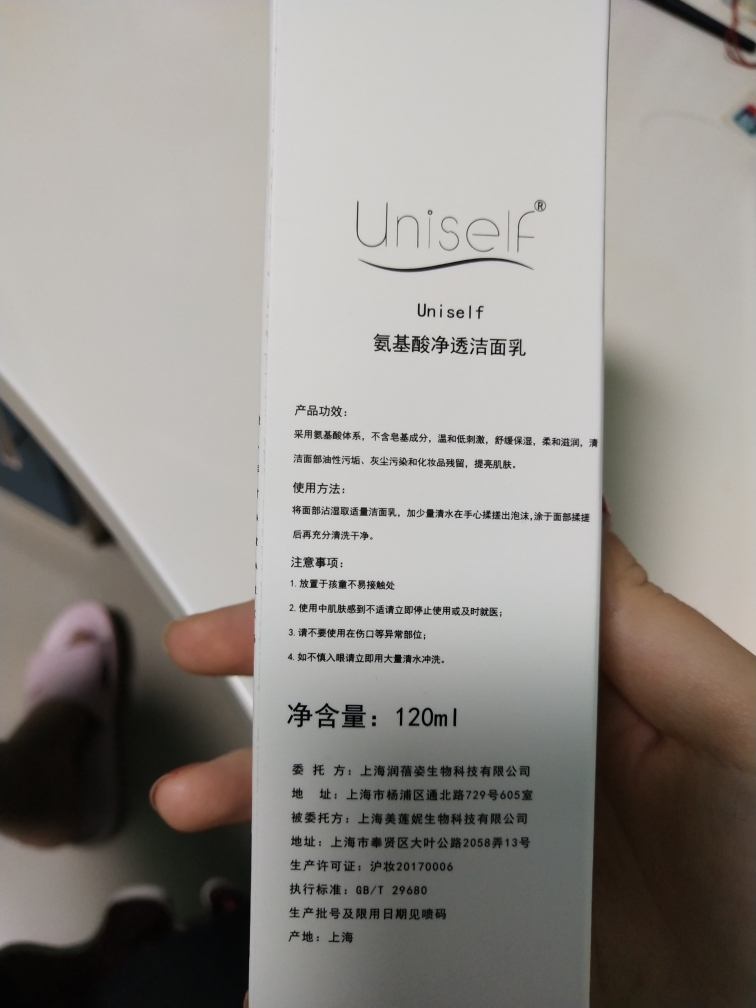 Uniself®
Uniself
氨基酸净透洁面乳
产品功效：
采用氨基酸体系，不含皂基成分，温和低刺激，舒缓保湿，柔和滋润，清
洁面部油性污垢、灰尘污染和化妆品残留，提亮肌肤。
使用方法：
将面部沾湿取适量洁面乳，加少量清水在手心揉搓出泡沫,涂于面部揉搓
后再充分清洗干净。
注意事项：
1.放置于孩童不易接触处
2.使用中肌肤感到不适请立即停止使用或及时就医；
3.请不要使用在伤口等异常部位；
4.如不慎入眼请立即用大量清水冲洗。
净含量：120ml
委 托 方：上海润蓓姿生物科技有限公司
地　址：上海市杨浦区通北路729号605室
被委托方：上海美莲妮生物科技有限公司
地址：上海市奉贤区大叶公路2058弄13号
生产许可证：沪妆20170006
执行标准：GB/T 29680
生产批号及限用日期见喷码
产地：上海